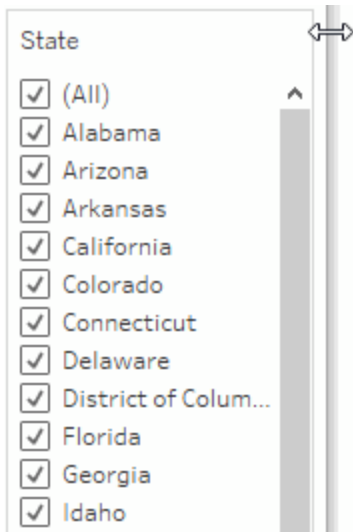 State
(All)
Alabama
Arizona
Arkansas
California
Colorado
Connecticut
Delaware
District of Colum...
Florida
Georgia
Idaho